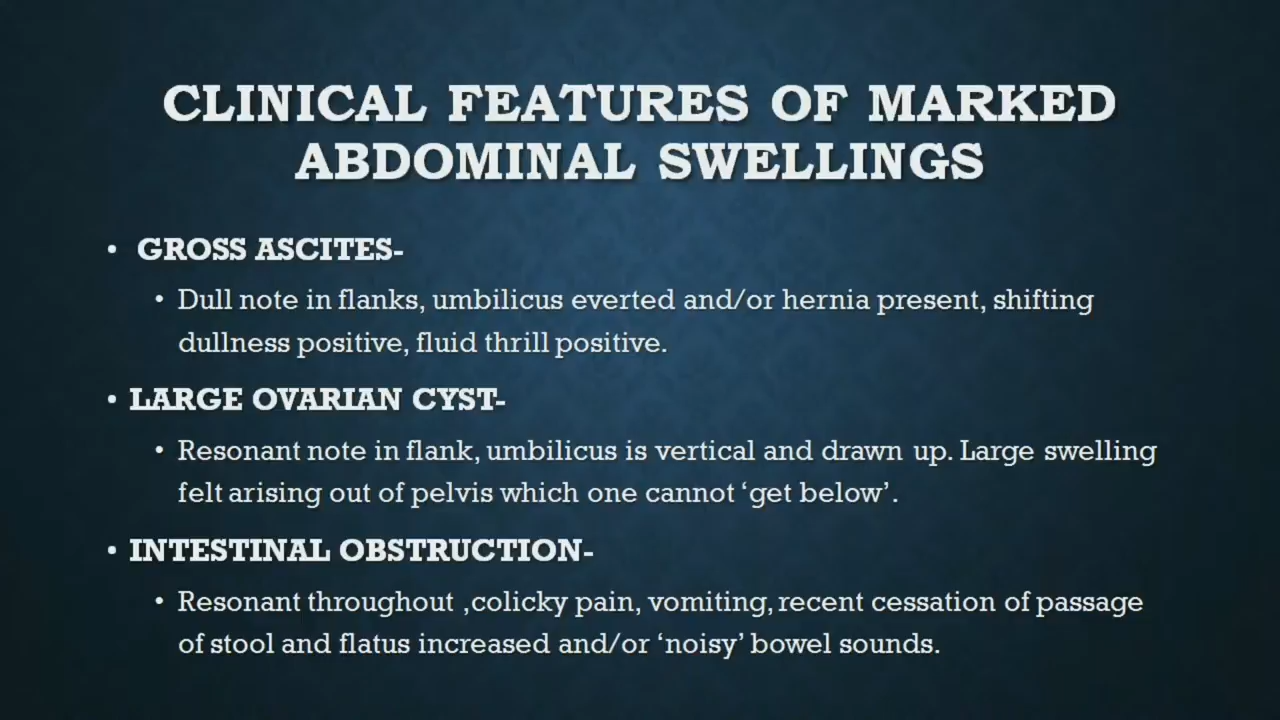 CLINICAL FEATURES OF MARKED
ABDOMINAL SWELLINGS
• GROSS ASCITES-
• Dull note in flanks, umbilicus everted and/or hernia present, shifting
dullness positive, fluid thrill positive.
• LARGE OVARIAN CYST-
• Resonant note in flank, umbilicus is vertical and drawn up. Large swelling
felt arising out of pelvis which one cannot ‘get below’.
• INTESTINAL OBSTRUCTION-
• Resonant throughout ,colicky pain, vomiting, recent cessation of passage
of stool and flatus increased and/or ‘noisy’ bowel sounds.